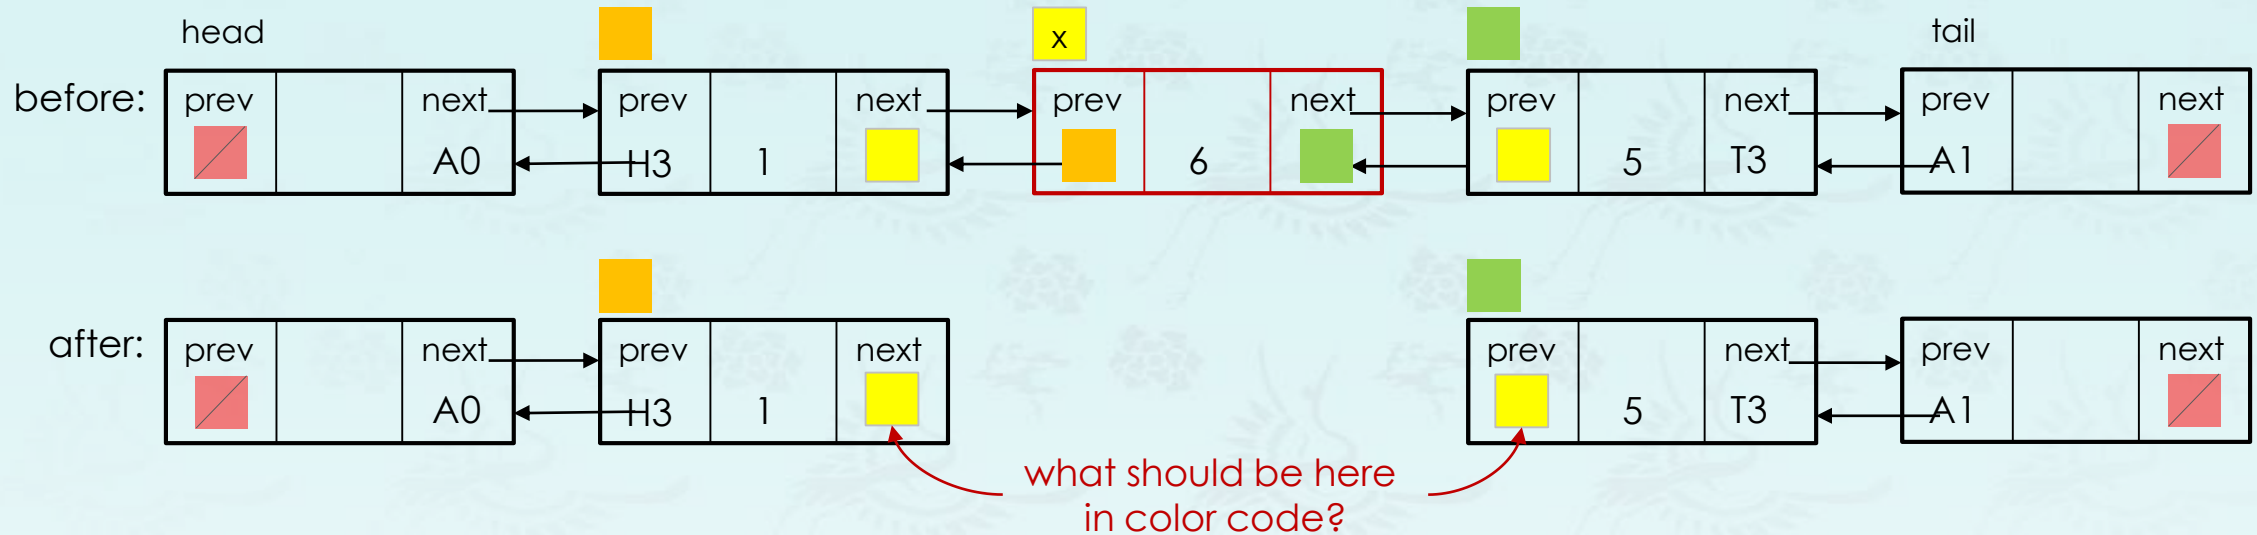 head x tail
before: prev next prev next prev next prev next prev next
A0 H3 1 6 5 T3 A1
after: prev next prev next prev next prev next
A0 H3 1 5 T3 A1
what should be here
in color code?